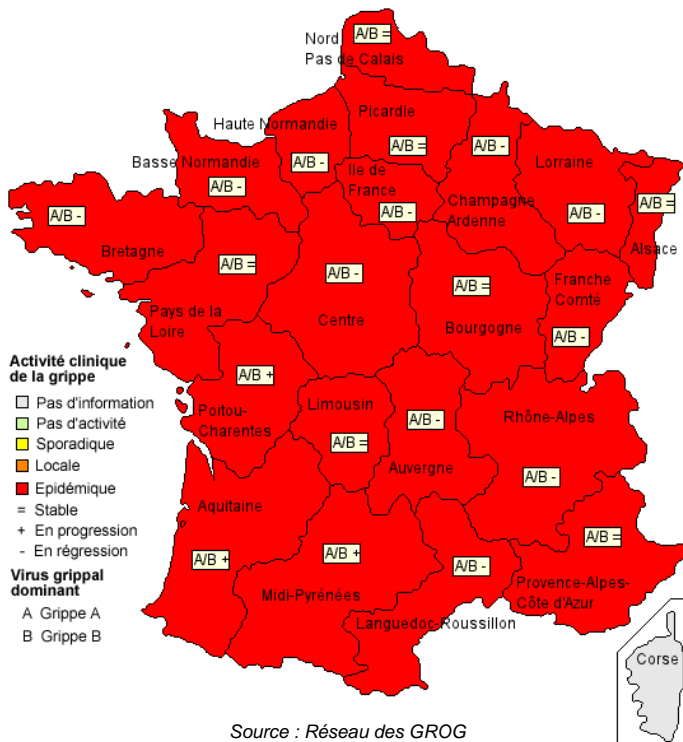 A/B =
Nord
Pas de Calais
Picardie
Haute Normandie
A/B =
A/B -
Lorraine
Basse Normandie
A/B -
Ile de
France
A/B -
Champagne
Ardenne
A/B =
A/B -
A/B -
A/B -
Alsace
Bretagne
A/B =
A/B -
Franche
Comté
A/B =
Pays de la
Loire
Centre
Bourgogne
A/B -
A/B +
Limousin
Poitou-
Charentes
A/B -
Rhône-Alpes
A/B =
Auvergne
A/B -
Aquitaine
A/B =
A/B +
A/B +
A/B -
Midi-Pyrénées
Provence-Alpes-
Côte d'Azur
Languedoc-Roussillon
Corse
Activité clinique
de la grippe
Pas d'information
Pas d'activité
Sporadique
Locale
Epidémique
= Stable
+ En progression
- En régression
Virus grippal
dominant
A Grippe A
B Grippe B
Source : Réseau des GROG